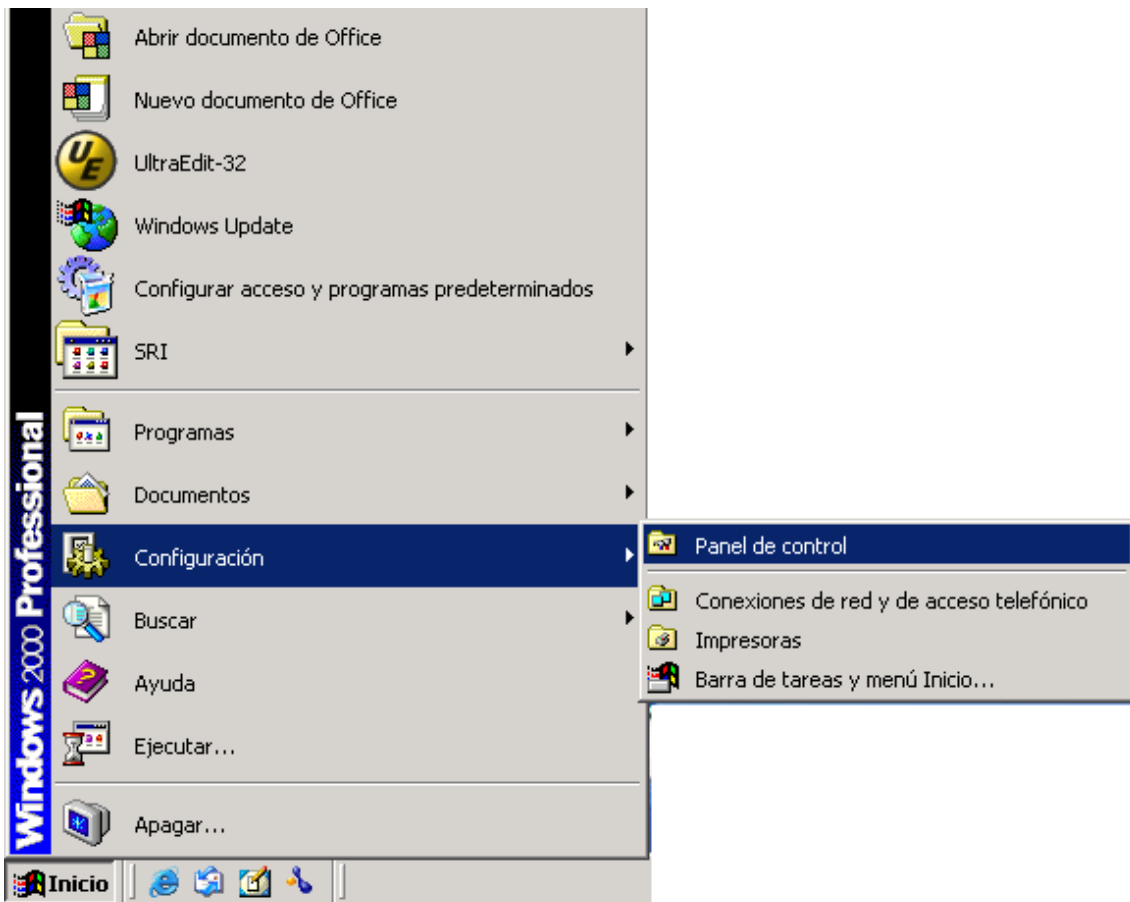 Abrir documento de Office
Nuevo documento de Office
UE
UltraEdit-32
Windows Update
Configurar acceso y programas predeterminados
SRI
Programas
Documentos
Configuración
Buscar
Ayuda
Ejecutar...
Apagar...
Windows 2000 Professional
Panel de control
Conexiones de red y de acceso telefónico
Impresoras
Barra de tareas y menú Inicio...
Inicio